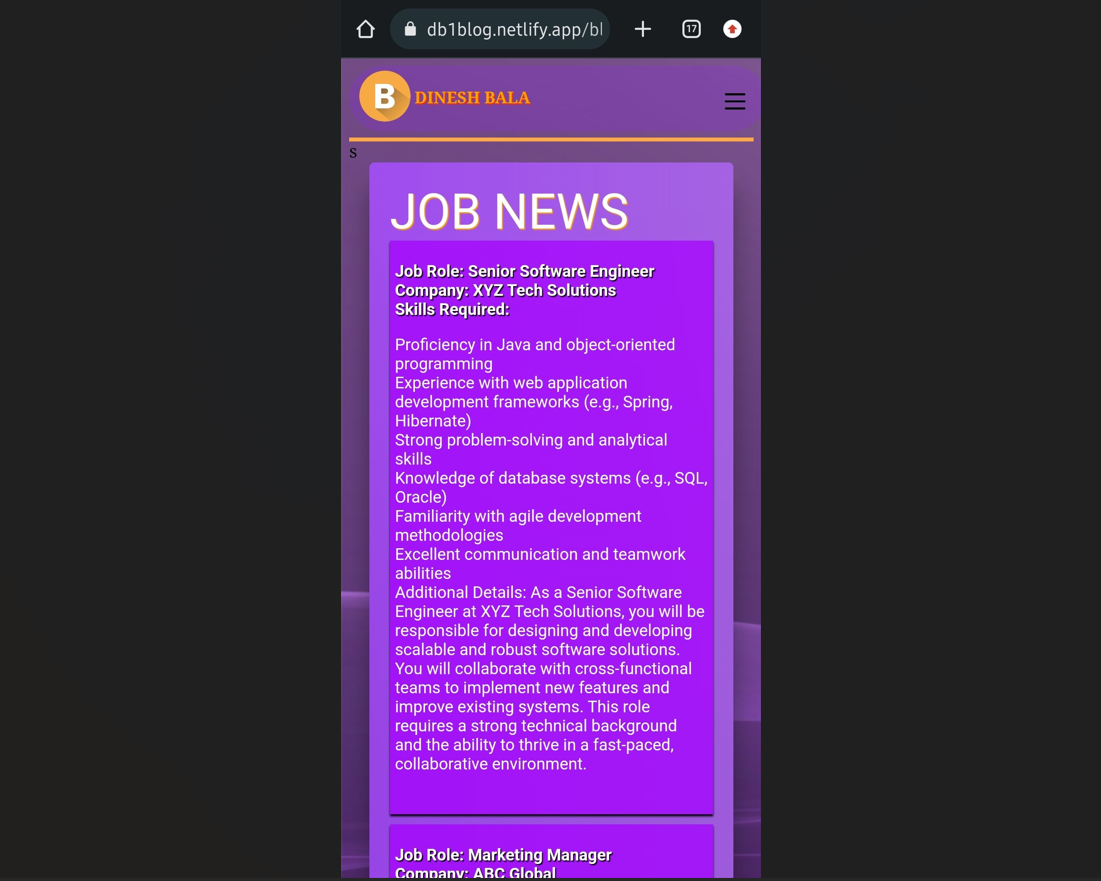 db1blog.netlify.app/bl
17
B
DINESH BALA
s
JOB NEWS
Job Role: Senior Software Engineer
Company: XYZ Tech Solutions
Skills Required:
Proficiency in Java and object-oriented
programming
Experience with web application
development frameworks (e.g., Spring,
Hibernate)
Strong problem-solving and analytical
skills
Knowledge of database systems (e.g., SQL,
Oracle)
Familiarity with agile development
methodologies
Excellent communication and teamwork
abilities
Additional Details: As a Senior Software
Engineer at XYZ Tech Solutions, you will be
responsible for designing and developing
scalable and robust software solutions.
You will collaborate with cross-functional
teams to implement new features and
improve existing systems. This role
requires a strong technical background
and the ability to thrive in a fast-paced,
collaborative environment.
Job Role: Marketing Manager
Company: ABC Global